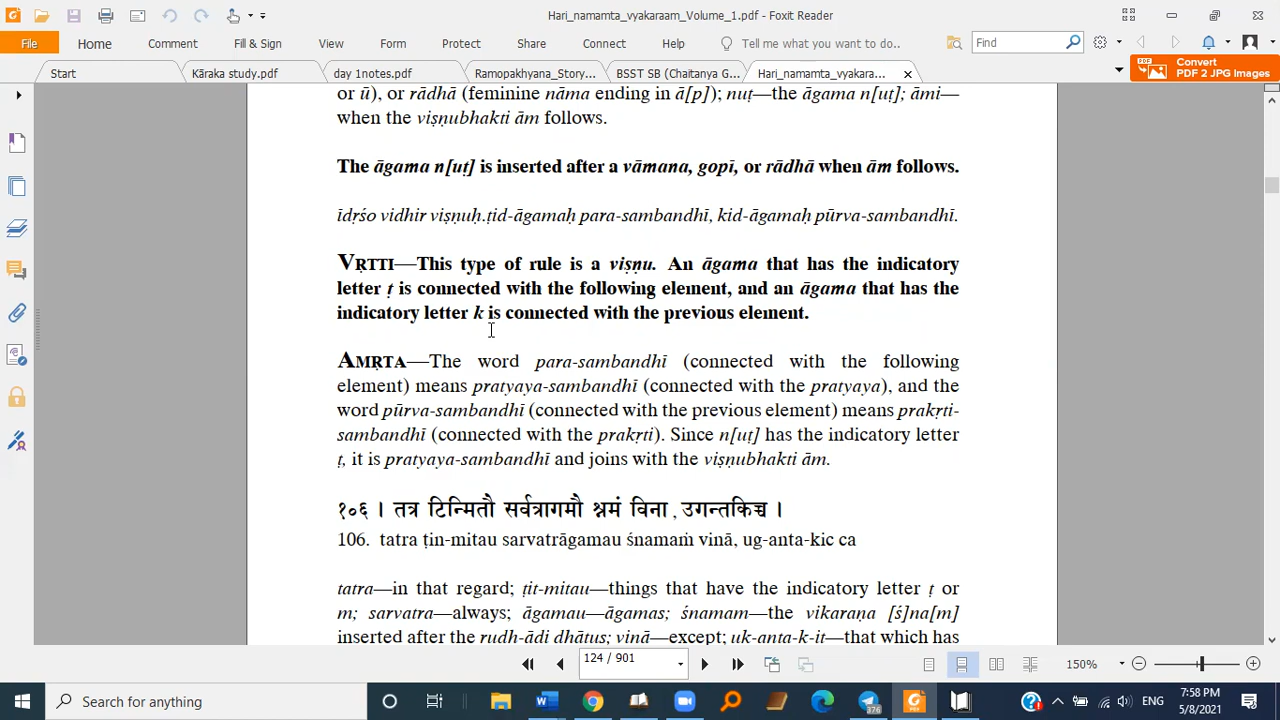 Hari_namamta_vyakaraam_Volume_1.pdf - Foxit Reader
File Home Comment Fill & Sign View Form Protect Share Connect Help Tell me what you want to do.. Find
Start Kāraka study.pdf day 1notes.pdf Ramopakhyana_Story... BSST SB (Chaitanya G... Hari_namamta_vyakara... Convert
PDF 2 JPG Images
or ū), or rādhā (feminine nāma ending in ā[p]); nuṭ—the āgama n[uṭ]; āmi—
when the viṣṇubhakti ām follows.
The āgama n[uṭ] is inserted after a vāmana, gopī, or rādhā when ām follows.
īdṛśo vidhir viṣṇuḥ.ṭid-āgamaḥ para-sambandhī, kid-āgamaḥ pūrva-sambandhī.
VṚTTI—This type of rule is a viṣṇu. An āgama that has the indicatory
letter ṭ is connected with the following element, and an āgama that has the
indicatory letter k is connected with the previous element.
AMṚTA—The word para-sambandhī (connected with the following
element) means pratyaya-sambandhī (connected with the pratyaya), and the
word pūrva-sambandhī (connected with the previous element) means prakṛti-
sambandhī (connected with the prakṛti). Since n[uṭ] has the indicatory letter
ṭ, it is pratyaya-sambandhī and joins with the viṣṇubhakti ām.
१०६ । तत्र टिन्मितौ सर्वत्रागमौ श्नमं विना , उगन्तकिच्च ।
106. tatra ṭin-mitau sarvatrāgamau śnamaṁ vinā, ug-anta-kic ca
tatra—in that regard; ṭit-mitau—things that have the indicatory letter ṭ or
m; sarvatra—always; āgamau—āgamas; śnamam—the vikaraṇa [ś]na[m]
inserted after the rudh-ādi dhātus; vinā—except; uk-anta-k-it—that which has
124 / 901 150%
Search for anything 376 ENG 7:58 PM
5/8/2021